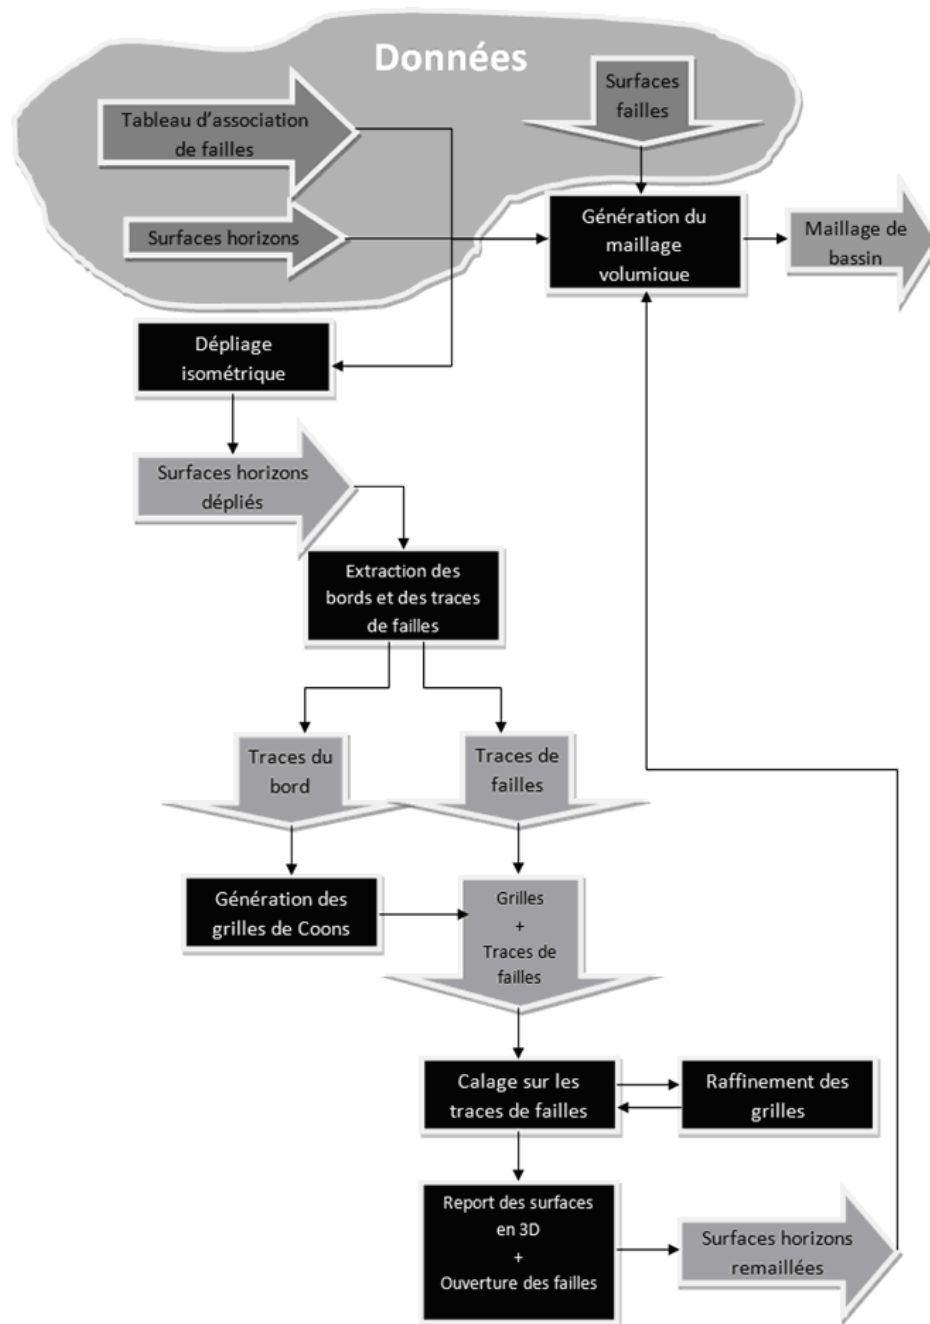 Données
Surfaces
failles
Tableau d'association
de failles
Surfaces horizons
Génération du
maillage
volumique
Maillage de
bassin
Dépliage
isométrique
Surfaces horizons
dépliés
Extraction des
bords et des traces
de failles
Traces du
bord
Traces de
failles
Génération des
grilles de Coons
Grilles
+
Traces de
failles
Calage sur les
traces de failles
Raffinement des
grilles
Report des surfaces
en 3D
+
Ouverture des failles
Surfaces horizons
remaillées